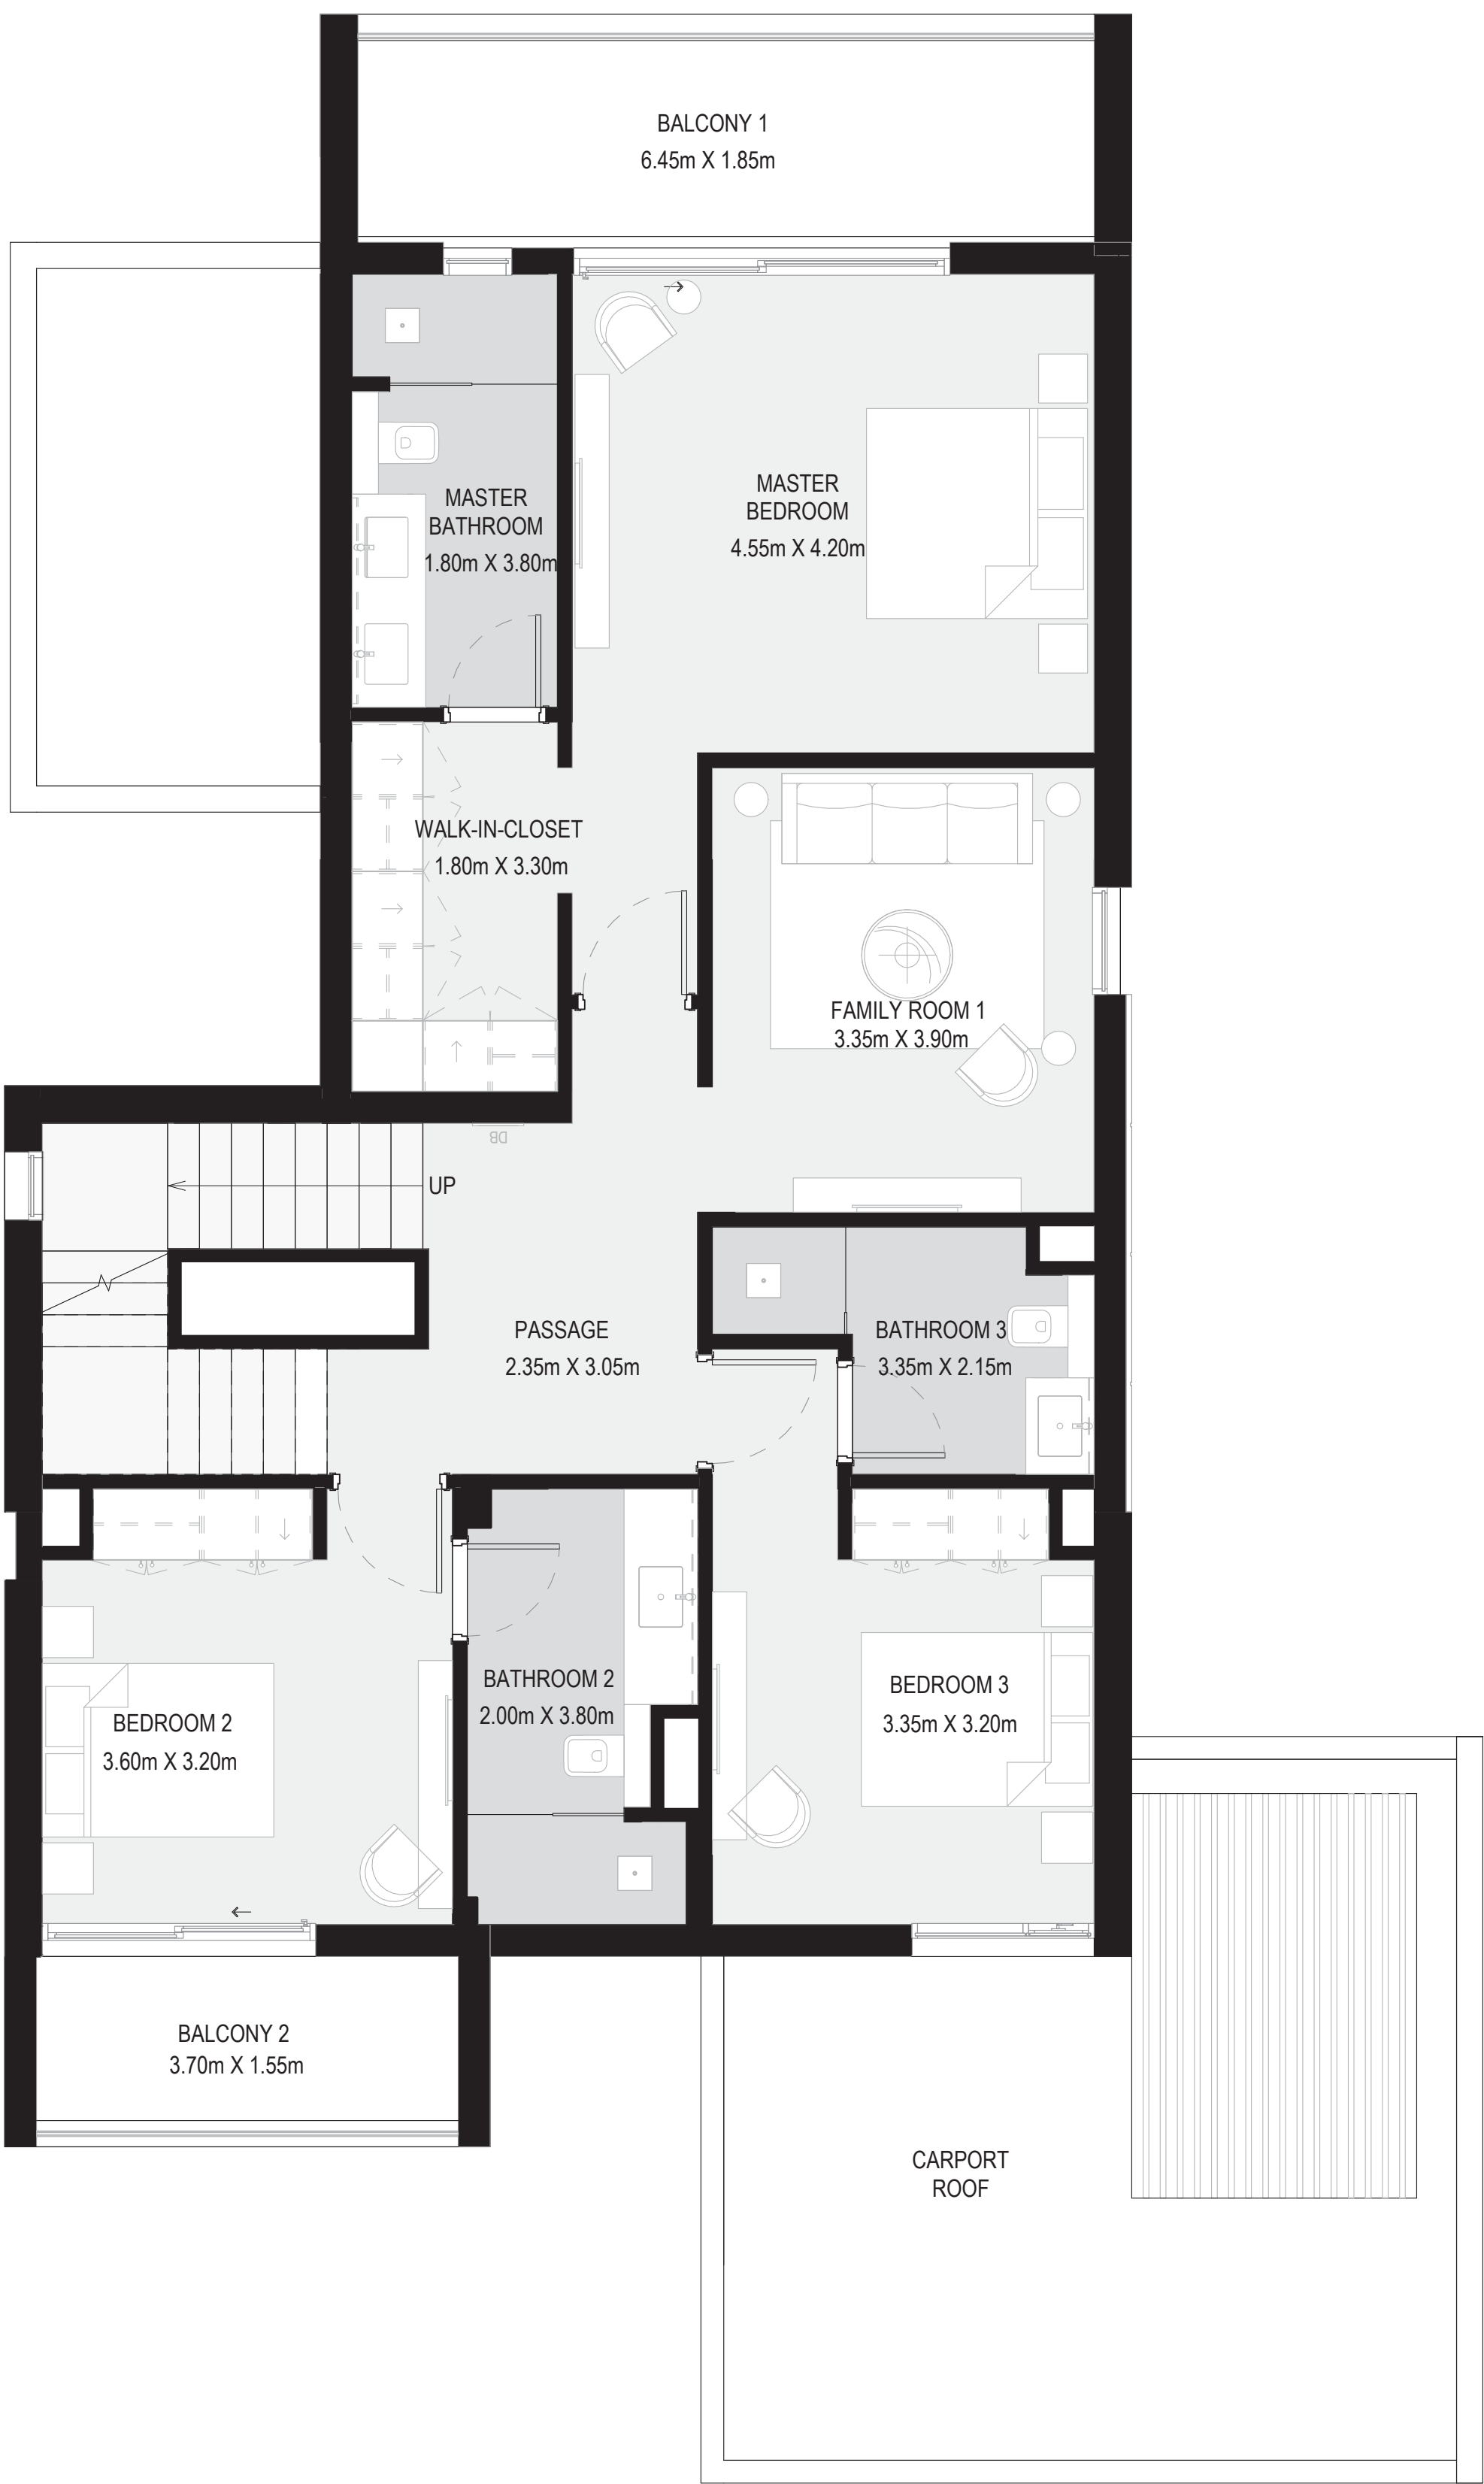 BALCONY 1
6.45m X 1.85m
MASTER
BATHROOM
1.80m X 3.80m
MASTER
BEDROOM
4.55m X 4.20m
WALK-IN-CLOSET
1.80m X 3.30m
FAMILY ROOM 1
3.35m X 3.90m
DB
UP
PASSAGE
2.35m X 3.05m
BATHROOM 3
3.35m X 2.15m
BEDROOM 2
3.60m X 3.20m
BATHROOM 2
2.00m X 3.80m
BEDROOM 3
3.35m X 3.20m
BALCONY 2
3.70m X 1.55m
CARPORT
ROOF